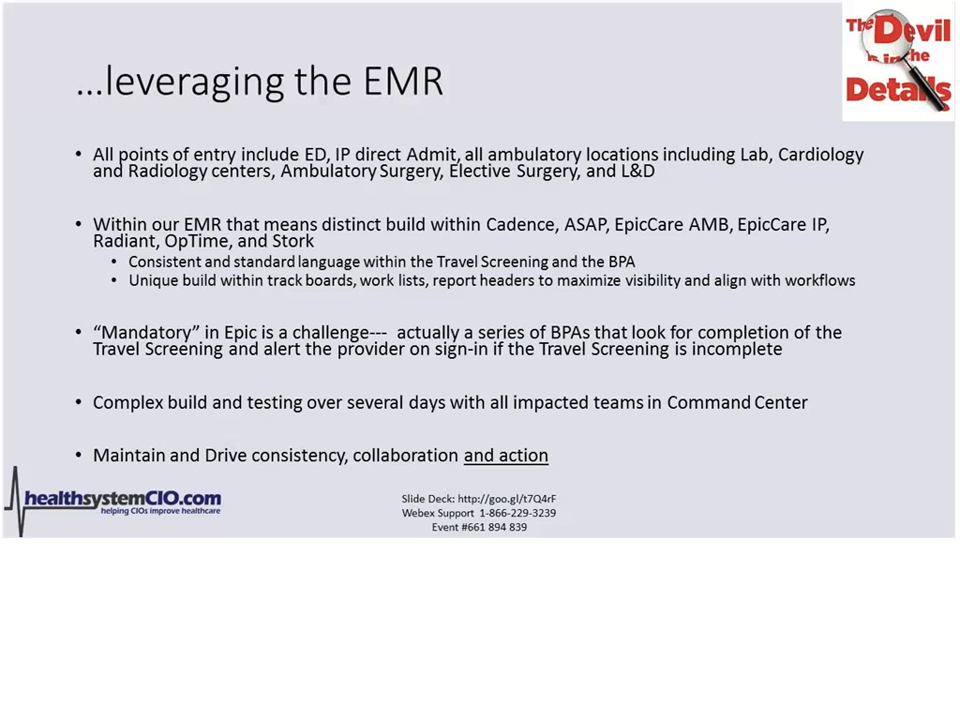 The Devil
is in the
Details
...leveraging the EMR
• All points of entry include ED, IP direct Admit, all ambulatory locations including Lab, Cardiology
and Radiology centers, Ambulatory Surgery, Elective Surgery, and L&D
• Within our EMR that means distinct build within Cadence, ASAP, EpicCare AMB, EpicCare IP,
Radiant, OpTime, and Stork
• Consistent and standard language within the Travel Screening and the BPA
• Unique build within track boards, work lists, report headers to maximize visibility and align with workflows
• “Mandatory” in Epic is a challenge--- actually a series of BPAs that look for completion of the
Travel Screening and alert the provider on sign-in if the Travel Screening is incomplete
• Complex build and testing over several days with all impacted teams in Command Center
• Maintain and Drive consistency, collaboration and action
healthsystemCIO.com
helping CIOs improve healthcare
Slide Deck: http://goo.gl/t7Q4rF
Webex Support 1-866-229-3239
Event #661 894 839